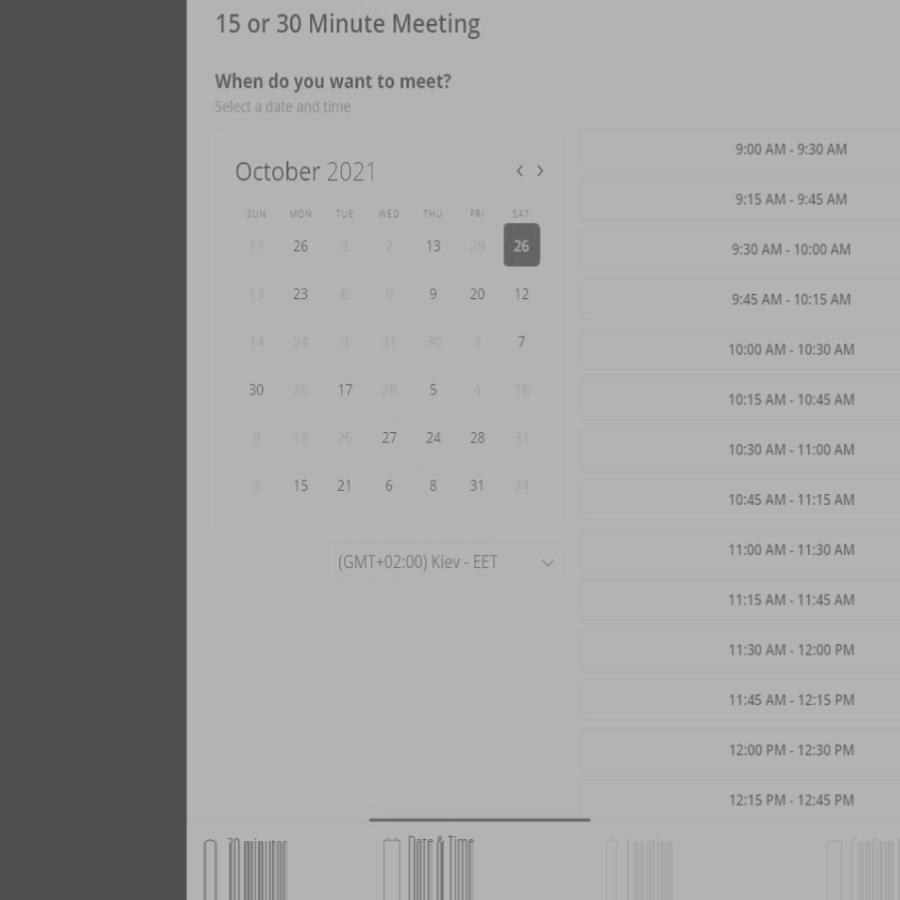 15 or 30 Minute Meeting
When do you want to meet?
Select a date and time
October 2021
SUN MON TUE WED THU FRI SAT
17 26 3 2 13 29 26
13 23 6 9 9 20 12
14 24 3 31 30 3 7
30 26 17 28 5 4 16
9 19 26 27 24 28 31
3 15 21 6 8 31 24
(GMT+02:00) Kiev - EET
9:00 AM - 9:30 AM
9:15 AM - 9:45 AM
9:30 AM - 10:00 AM
9:45 AM - 10:15 AM
10:00 AM - 10:30 AM
10:15 AM - 10:45 AM
10:30 AM - 11:00 AM
10:45 AM - 11:15 AM
11:00 AM - 11:30 AM
11:15 AM - 11:45 AM
11:30 AM - 12:00 PM
11:45 AM - 12:15 PM
12:00 PM - 12:30 PM
12:15 PM - 12:45 PM
30 minutes
Date & Time